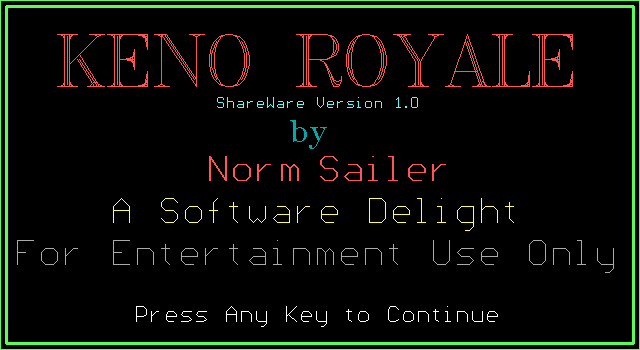 KENO ROYALE
ShareWare Version 1.0
by
Norm Sailer
A Software Delight
For Entertainment Use Only
Press Any Key to Continue